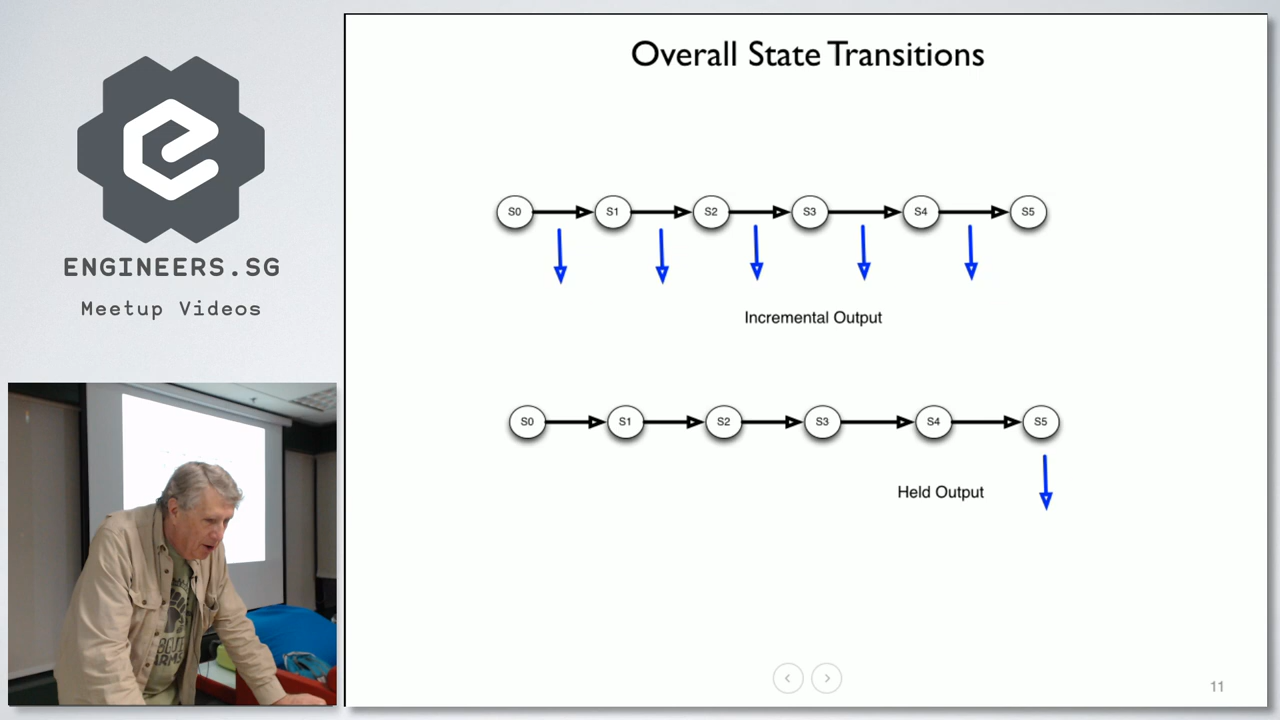 ENGINEERS.SG
Meetup Videos
Overall State Transitions
S0 S1 S2 S3 S4 S5
Incremental Output
S0 S1 S2 S3 S4 S5
Held Output
11